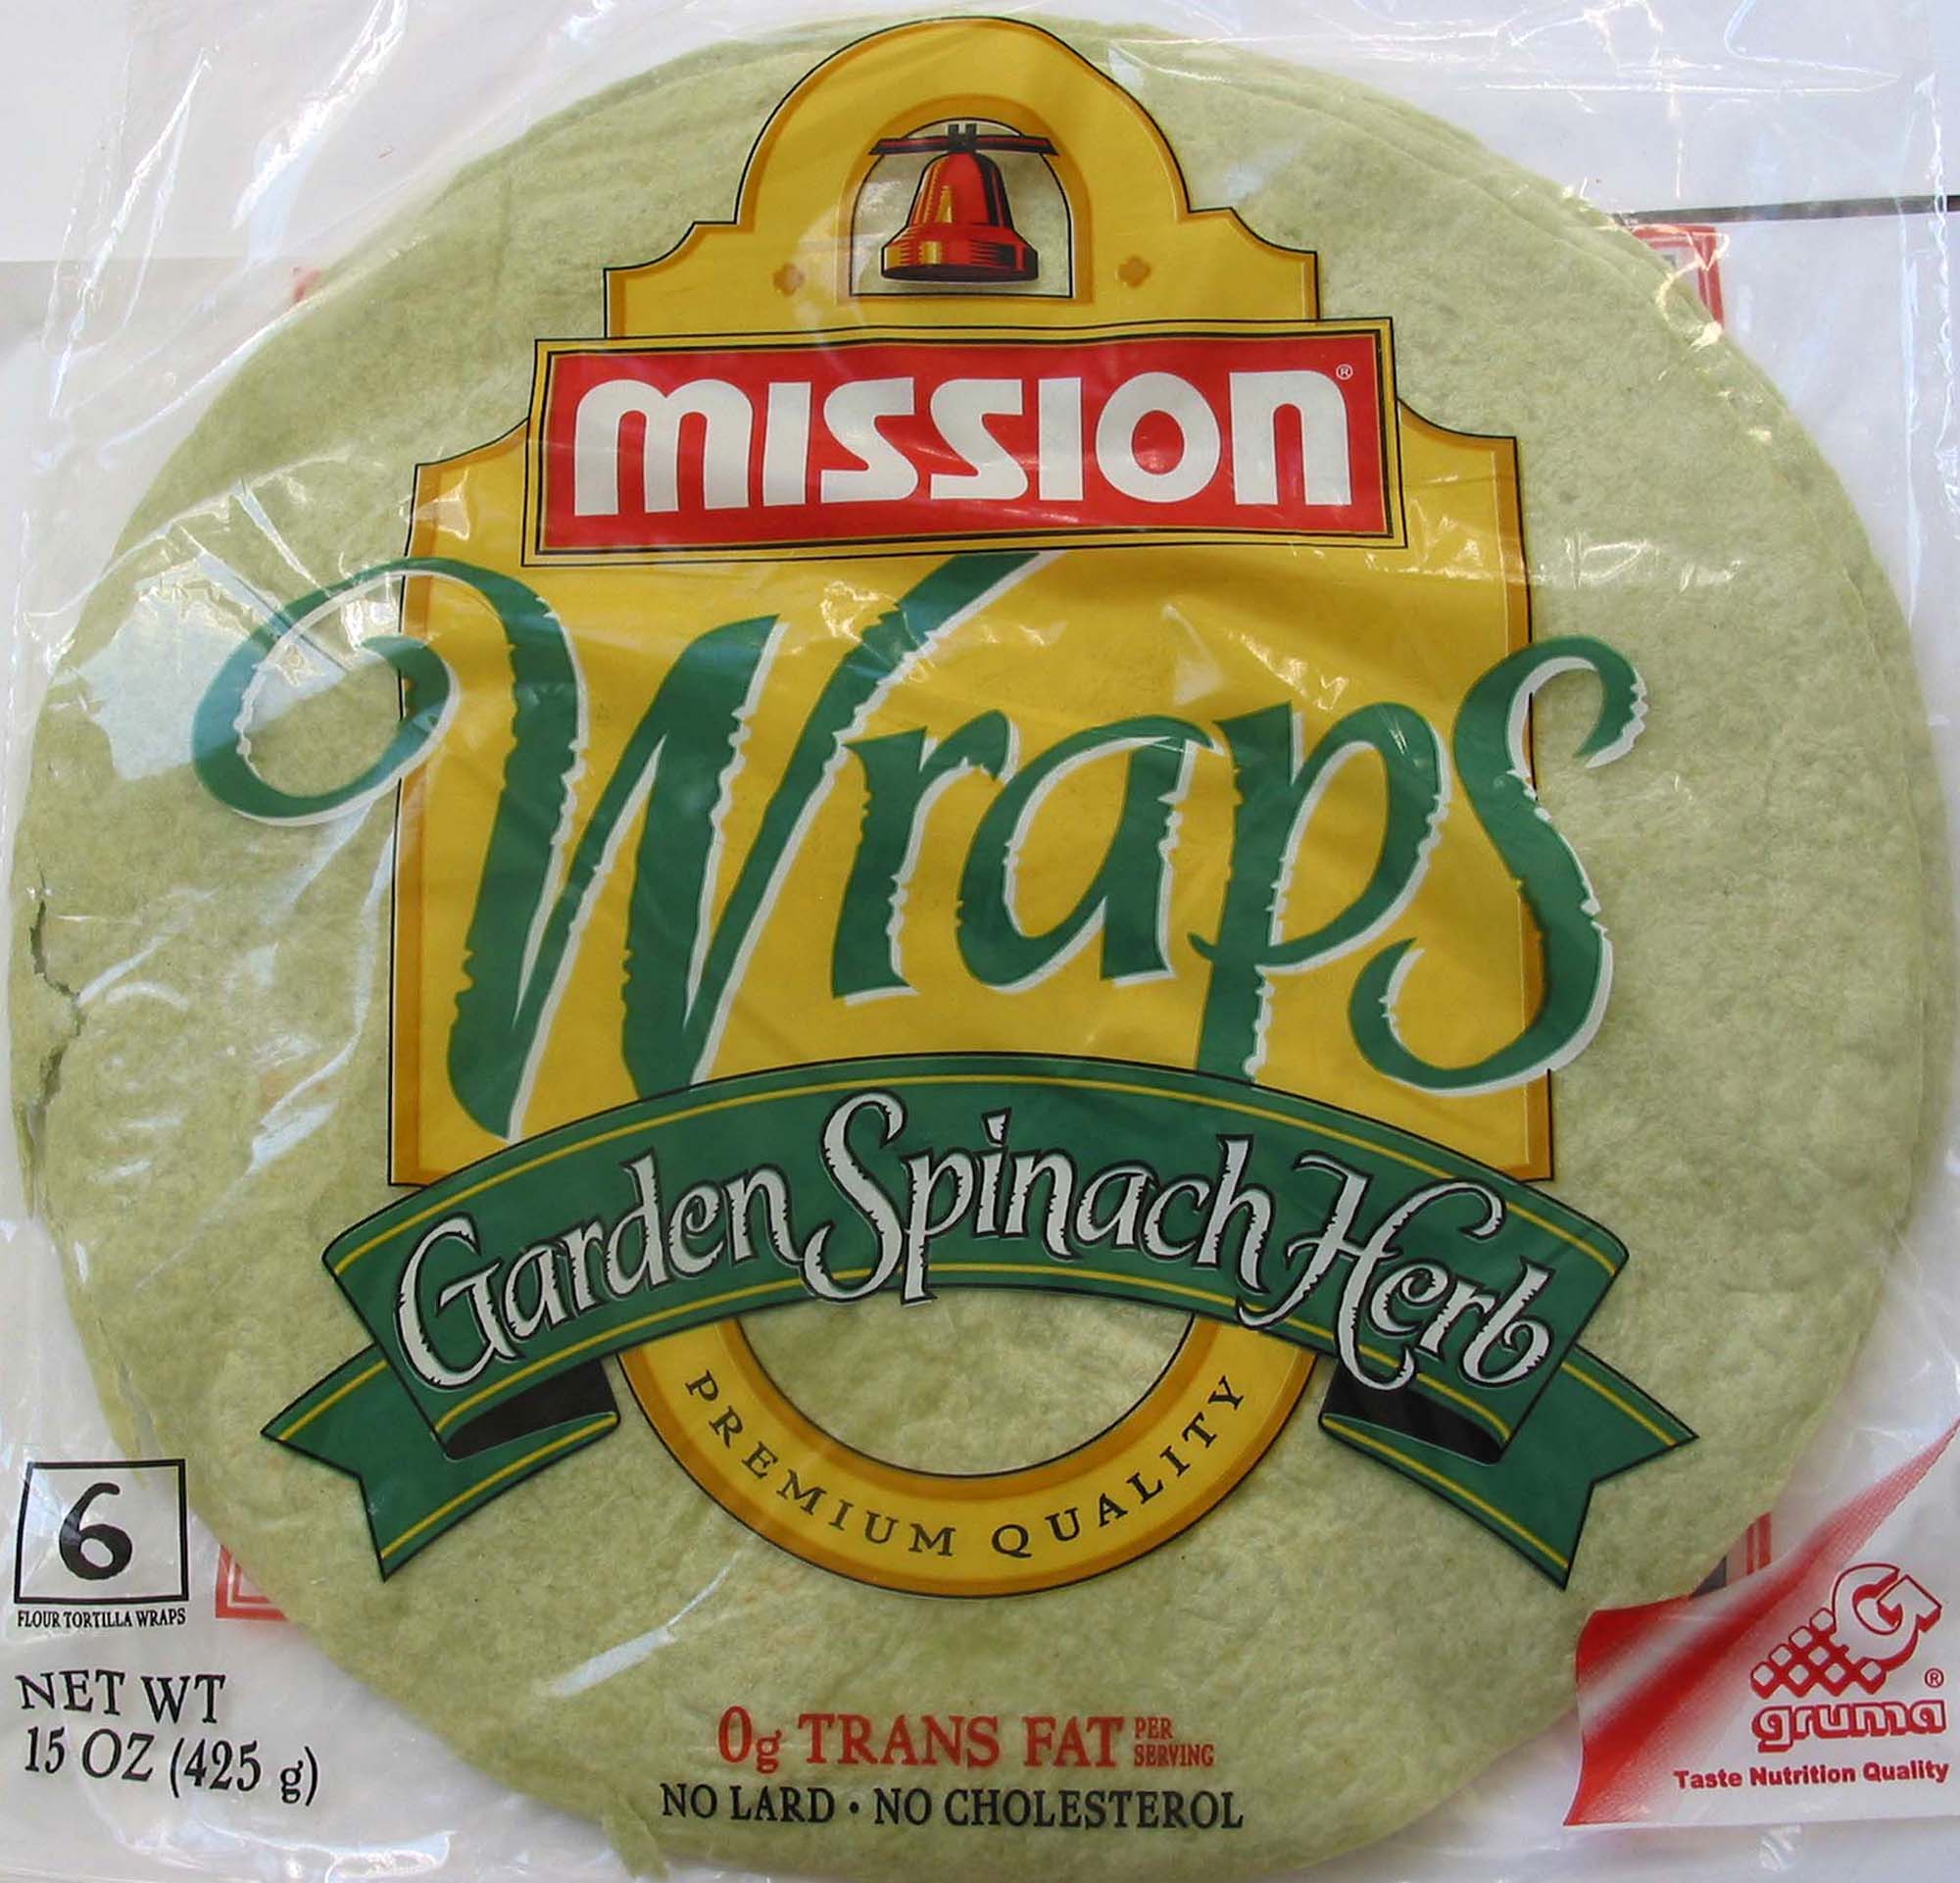 MISSION®
Wraps
Garden Spinach Herb
PREMIUM QUALITY
6
FLOUR TORTILLA WRAPS
NET WT
15 OZ (425 g)
0g TRANS FAT PER SERVING
NO LARD • NO CHOLESTEROL
G®
gruma
Taste Nutrition Quality